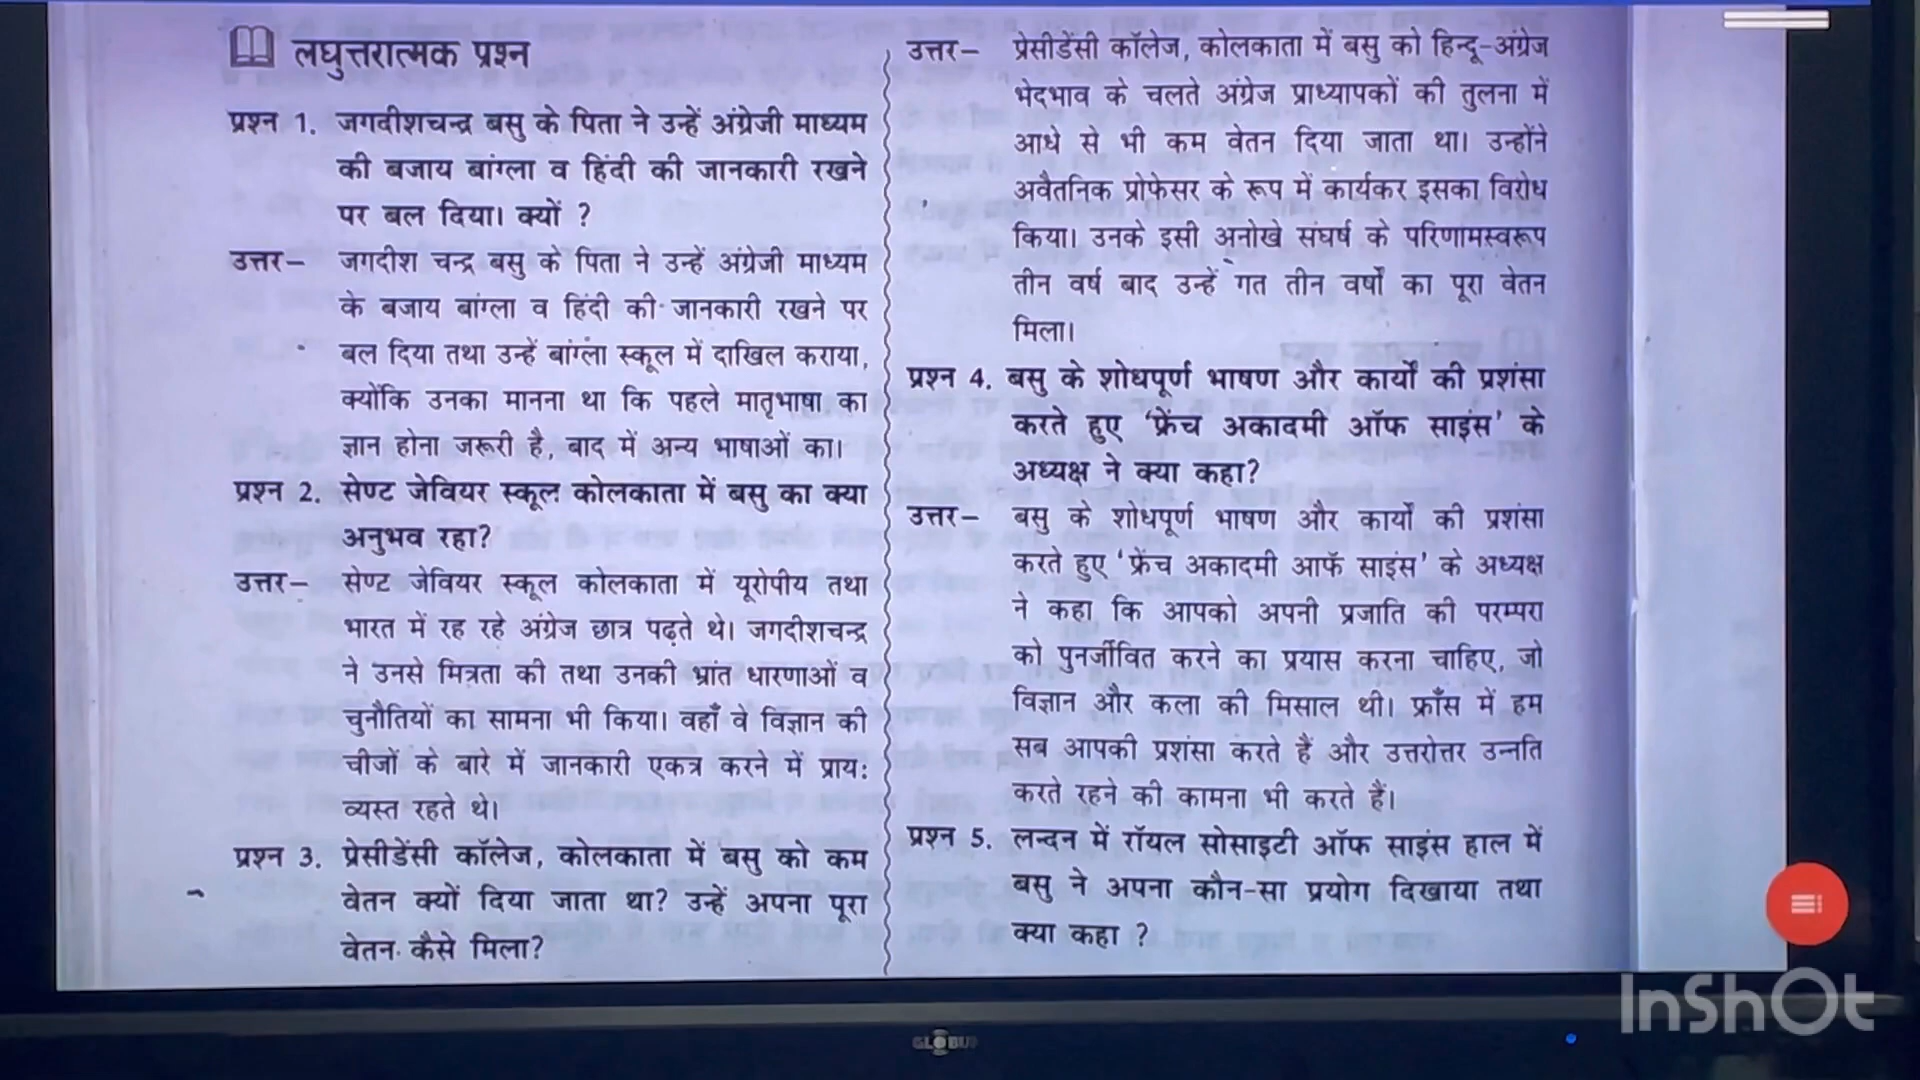 लघुत्तरात्मक प्रश्न
प्रश्न 1. जगदीशचन्द्र बसु के पिता ने उन्हें अंग्रेजी माध्यम
की बजाय बांग्ला व हिंदी की जानकारी रखने
पर बल दिया। क्यों ?
उत्तर– जगदीश चन्द्र बसु के पिता ने उन्हें अंग्रेजी माध्यम
के बजाय बांग्ला व हिंदी की जानकारी रखने पर
बल दिया तथा उन्हें बांग्ला स्कूल में दाखिल कराया,
क्योंकि उनका मानना था कि पहले मातृभाषा का
ज्ञान होना जरूरी है, बाद में अन्य भाषाओं का।
प्रश्न 2. सेण्ट जेवियर स्कूल कोलकाता में बसु का क्या
अनुभव रहा?
उत्तर– सेण्ट जेवियर स्कूल कोलकाता में यूरोपीय तथा
भारत में रह रहे अंग्रेज छात्र पढ़ते थे। जगदीशचन्द्र
ने उनसे मित्रता की तथा उनकी भ्रांत धारणाओं व
चुनौतियों का सामना भी किया। वहाँ वे विज्ञान की
चीजों के बारे में जानकारी एकत्र करने में प्राय:
व्यस्त रहते थे।
प्रश्न 3. प्रेसीडेंसी कॉलेज, कोलकाता में बसु को कम
वेतन क्यों दिया जाता था? उन्हें अपना पूरा
वेतन कैसे मिला?
उत्तर– प्रेसीडेंसी कॉलेज, कोलकाता में बसु को हिन्दू-अंग्रेज
भेदभाव के चलते अंग्रेज प्राध्यापकों की तुलना में
आधे से भी कम वेतन दिया जाता था। उन्होंने
अवैतनिक प्रोफेसर के रूप में कार्यकर इसका विरोध
किया। उनके इसी अनोखे संघर्ष के परिणामस्वरूप
तीन वर्ष बाद उन्हें गत तीन वर्षों का पूरा वेतन
मिला।
प्रश्न 4. बसु के शोधपूर्ण भाषण और कार्यों की प्रशंसा
करते हुए ‘फ्रेंच अकादमी ऑफ साइंस’ के
अध्यक्ष ने क्या कहा?
उत्तर– बसु के शोधपूर्ण भाषण और कार्यों की प्रशंसा
करते हुए ‘फ्रेंच अकादमी आफॅ साइंस’ के अध्यक्ष
ने कहा कि आपको अपनी प्रजाति की परम्परा
को पुनर्जीवित करने का प्रयास करना चाहिए, जो
विज्ञान और कला की मिसाल थी। फ्राँस में हम
सब आपकी प्रशंसा करते हैं और उत्तरोत्तर उन्नति
करते रहने की कामना भी करते हैं।
प्रश्न 5. लन्दन में रॉयल सोसाइटी ऑफ साइंस हाल में
बसु ने अपना कौन-सा प्रयोग दिखाया तथा
क्या कहा ?
InShOt